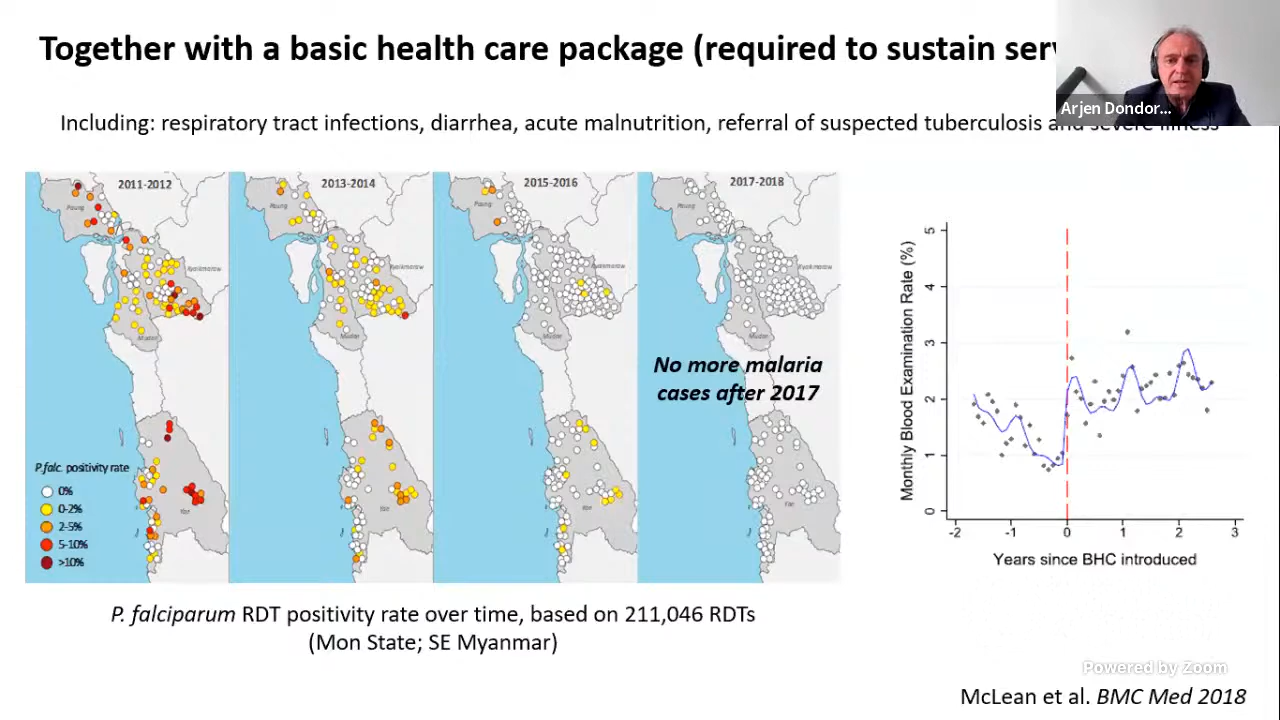 Together with a basic health care package (required to sustain serv
Arjen Dondor...
Including: respiratory tract infections, diarrhea, acute malnutrition, referral of suspected tuberculosis and severe illness
2011-2012
2013-2014
2015-2016
2017-2018
Paung
Paung
Paung
Paung
Kyaikmaraw
Kyaikmaraw
Kyaikmaraw
Kyaikmaraw
Mudon
Mudon
Mudon
Mudon
No more malaria
cases after 2017
P.falc. positivity rate
0%
0-2%
2-5%
5-10%
>10%
Yae
Yae
Yae
Yae
Monthly Blood Examination Rate (%)
5
4
3
2
1
0
-2 -1 0 1 2 3
Years since BHC introduced
P. falciparum RDT positivity rate over time, based on 211,046 RDTs
(Mon State; SE Myanmar)
Powered by Zoom
McLean et al. BMC Med 2018